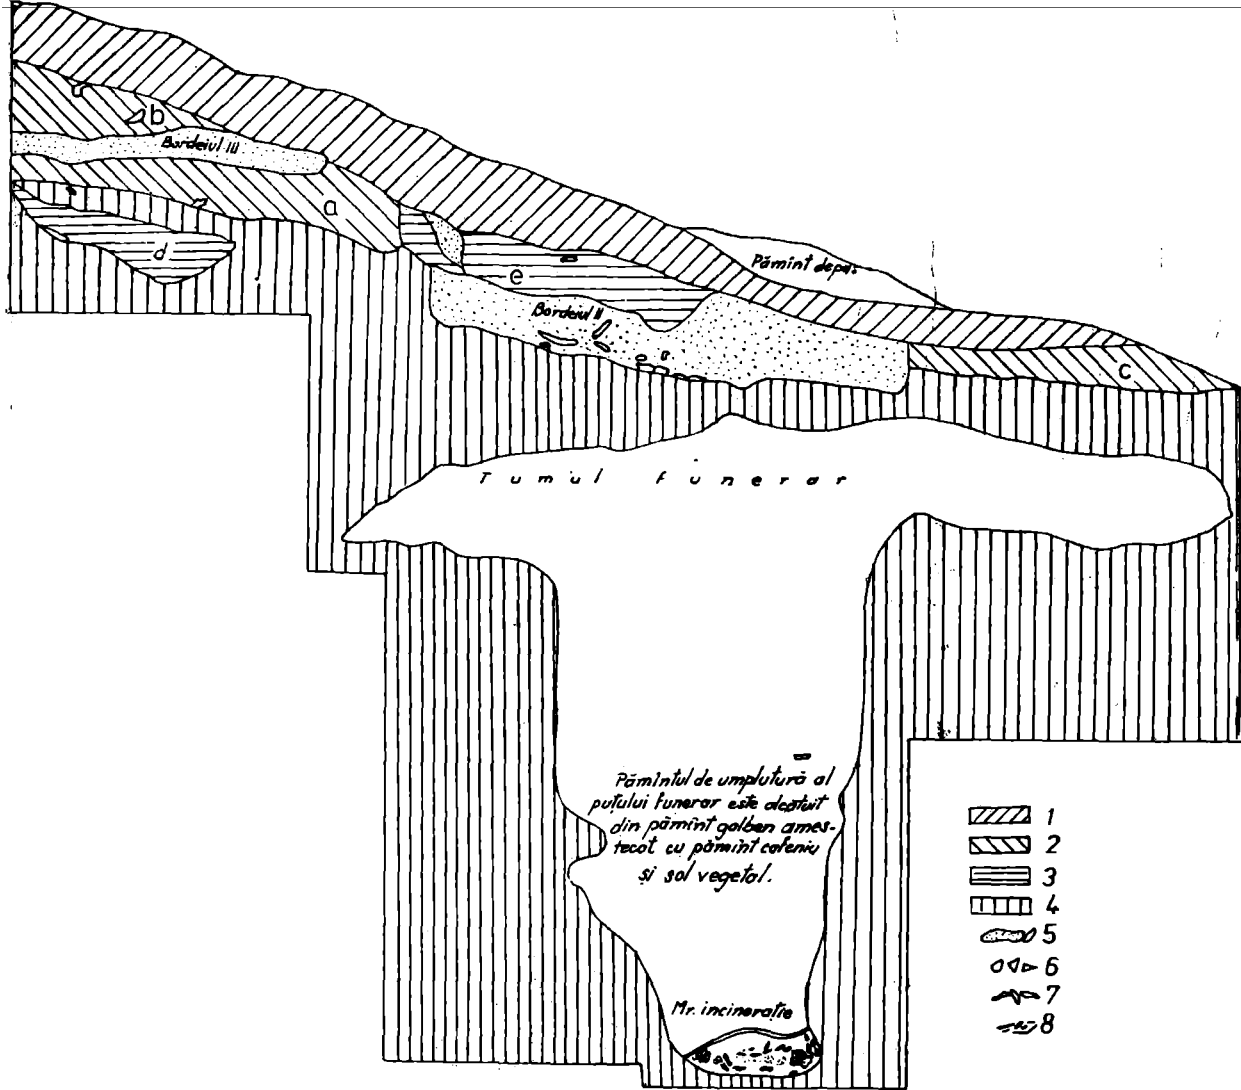 b
Bordeiul III
a
d
e
Pămînt depus
Bordeiul II
c
Tumul funerar
Pămîntul de umplutură al
puțului funerar este alcătuit
din pămînt galben ames-
tecat cu pămînt cafeniu
și sol vegetal.
Mr. incinerație
1
2
3
4
5
6
7
8